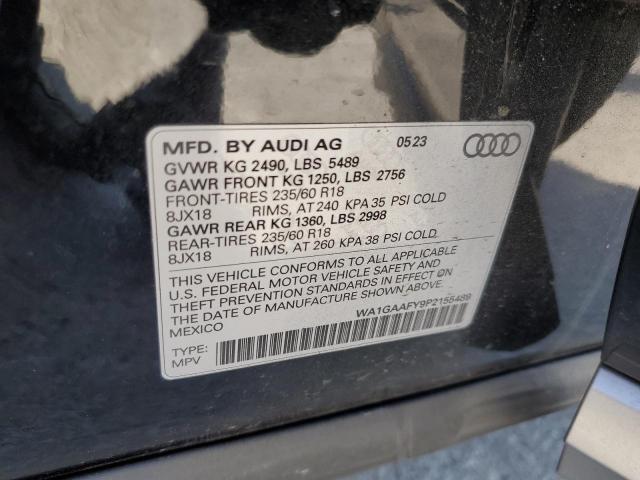 MFD. BY AUDI AG 05 23
GVWR KG 2490, LBS 5489
GAWR FRONT KG 1250, LBS 2756
FRONT-TIRES 235/60 R18
8JX18 RIMS, AT 240 KPA 35 PSI COLD
GAWR REAR KG 1360, LBS 2998
REAR-TIRES 235/60 R18
8JX18 RIMS, AT 260 KPA 38 PSI COLD.
THIS VEHICLE CONFORMS TO ALL APPLICABLE
U.S. FEDERAL MOTOR VEHICLE SAFETY AND
THEFT PREVENTION STANDARDS IN EFFECT ON
THE DATE OF MANUFACTURE SHOWN ABOVE.
MEXICO
WA1GAAFY9P2155489
TYPE:
MPV